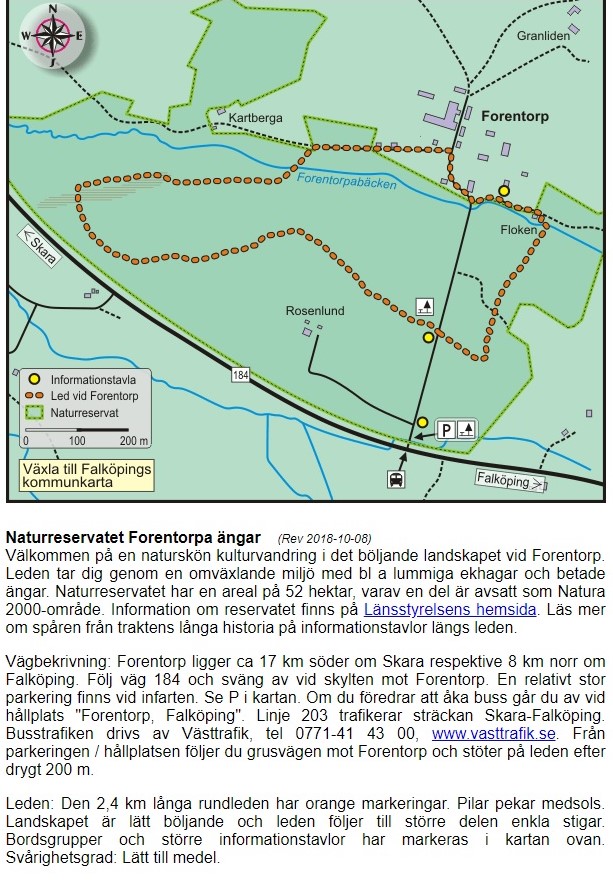 N
W E
S
Granliden
Kartberga
Forentorp
Forentorpabäcken
Floken
Skara
Rosenlund
184
P
Falköping
Informationstavla
Led vid Forentorp
Naturreservat
0 100 200 m
Växla till Falköpings
kommunkarta
Naturreservatet Forentorpa ängar (Rev 2018-10-08)
Välkommen på en naturskön kulturvandring i det böljande landskapet vid Forentorp.
Leden tar dig genom en omväxlande miljö med bl a lummiga ekhagar och betade
ängar. Naturreservatet har en areal på 52 hektar, varav en del är avsatt som Natura
2000-område. Information om reservatet finns på Länsstyrelsens hemsida. Läs mer
om spåren från traktens långa historia på informationstavlor längs leden.
Vägbekrivning: Forentorp ligger ca 17 km söder om Skara respektive 8 km norr om
Falköping. Följ väg 184 och sväng av vid skylten mot Forentorp. En relativt stor
parkering finns vid infarten. Se P i kartan. Om du föredrar att åka buss går du av vid
hållplats "Forentorp, Falköping". Linje 203 trafikerar sträckan Skara-Falköping.
Busstrafiken drivs av Västtrafik, tel 0771-41 43 00, www.vasttrafik.se. Från
parkeringen / hållplatsen följer du grusvägen mot Forentorp och stöter på leden efter
drygt 200 m.
Leden: Den 2,4 km långa rundleden har orange markeringar. Pilar pekar medsols.
Landskapet är lätt böljande och leden följer till större delen enkla stigar.
Bordsgrupper och större informationstavlor har markeras i kartan ovan.
Svårighetsgrad: Lätt till medel.